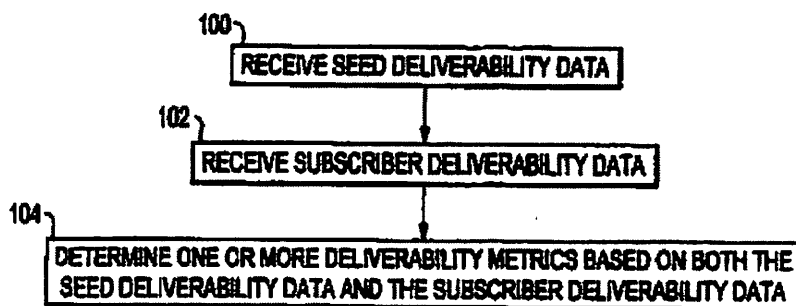 100
RECEIVE SEED DELIVERABILITY DATA
102
RECEIVE SUBSCRIBER DELIVERABILITY DATA
104
DETERMINE ONE OR MORE DELIVERABILITY METRICS BASED ON BOTH THE
SEED DELIVERABILITY DATA AND THE SUBSCRIBER DELIVERABILITY DATA